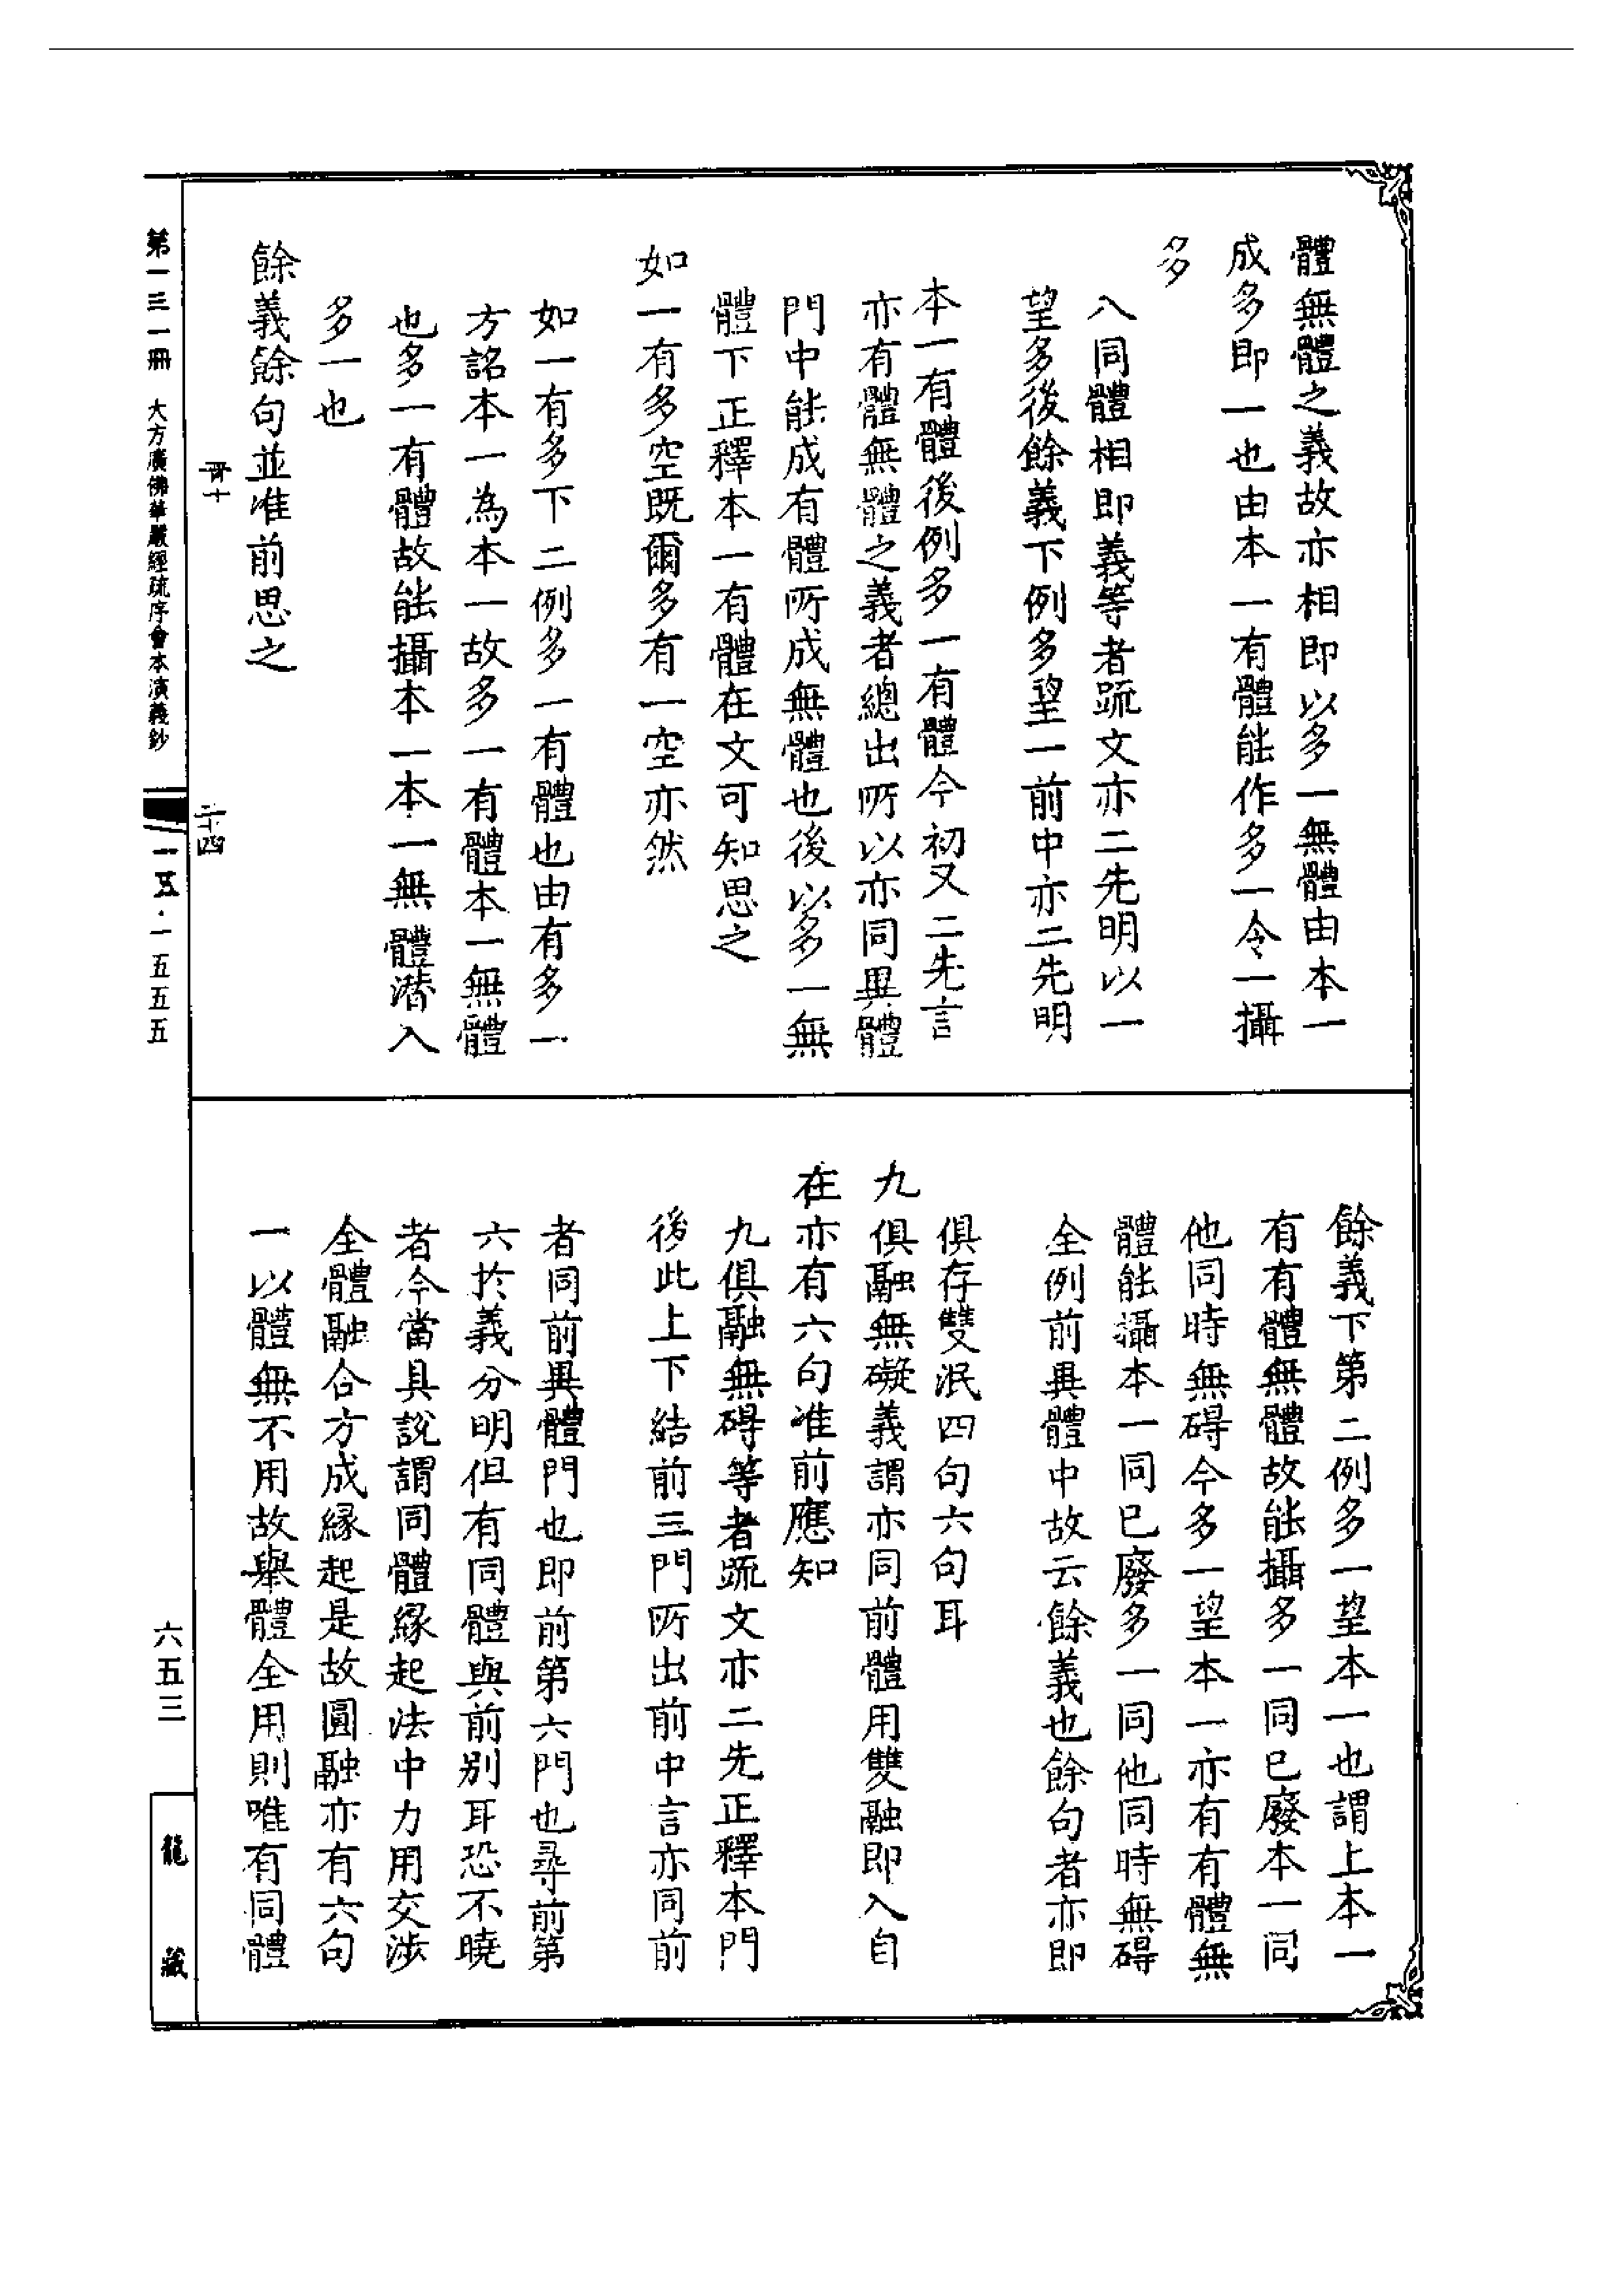 體無體之義故亦相即以多一無體由本一
成多即一也由本一有體能作多一令一攝
多
八同體相即義等者䟽文亦二先明以一
望多後餘義下例多望一前中亦二先明
本一有體後例多一有體今初又二先言
亦有體無體之義者總出所以亦同異體
門中能成有體所成無體也後以多一無
體下正釋本一有體在文可知思之
如一有多空既爾多有一空亦然
如一有多下二例多一有體也由有多一
方詺本一為本一故多一有體本一無體
也多一有體故能攝本一本一無體潜入
多一也
餘義餘句並准前思之
餘義下第二例多一望本一也謂上本一
有有體無體故能攝多一同已廢本一同
他同時無碍今多一望本一亦有有體無
體能攝本一同已廢多一同他同時無碍
全例前異體中故云餘義也餘句者亦即
俱存雙泯四句六句耳
九俱融無礙義謂亦同前體用雙融即入自
在亦有六句准前應知
九俱融無碍等者䟽文亦二先正釋本門
後此上下結前三門所出前中言亦同前
者同前異體門也即前第六門也尋前第
六於義分明但有同體與前別耳恐不曉
者今當具說謂同體緣起法中力用交涉
全體融合方成緣起是故圓融亦有六句
一以體無不用故舉體全用則唯有同體
第一三一册 大方廣佛華嚴經疏序會本演義鈔
一五·一五五五
六五三
龍藏